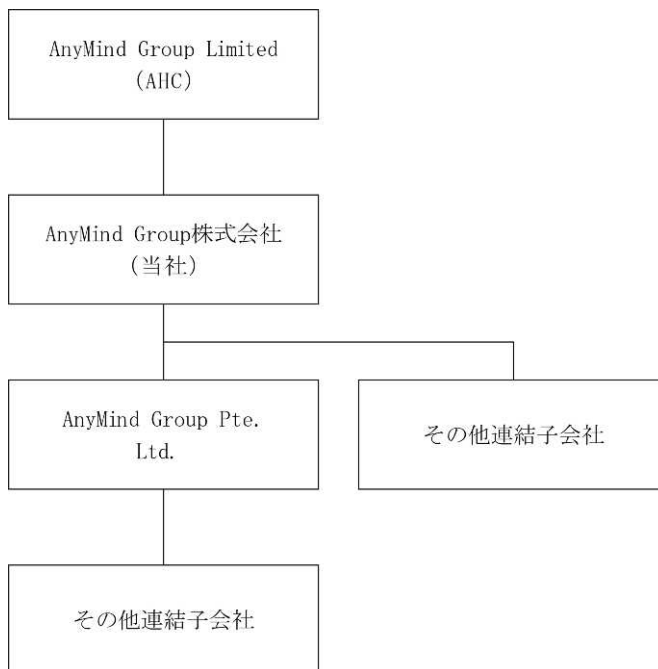 AnyMind Group Limited
(AHC)
AnyMind Group株式会社
(当社)
AnyMind Group Pte.
Ltd.
その他連結子会社
その他連結子会社